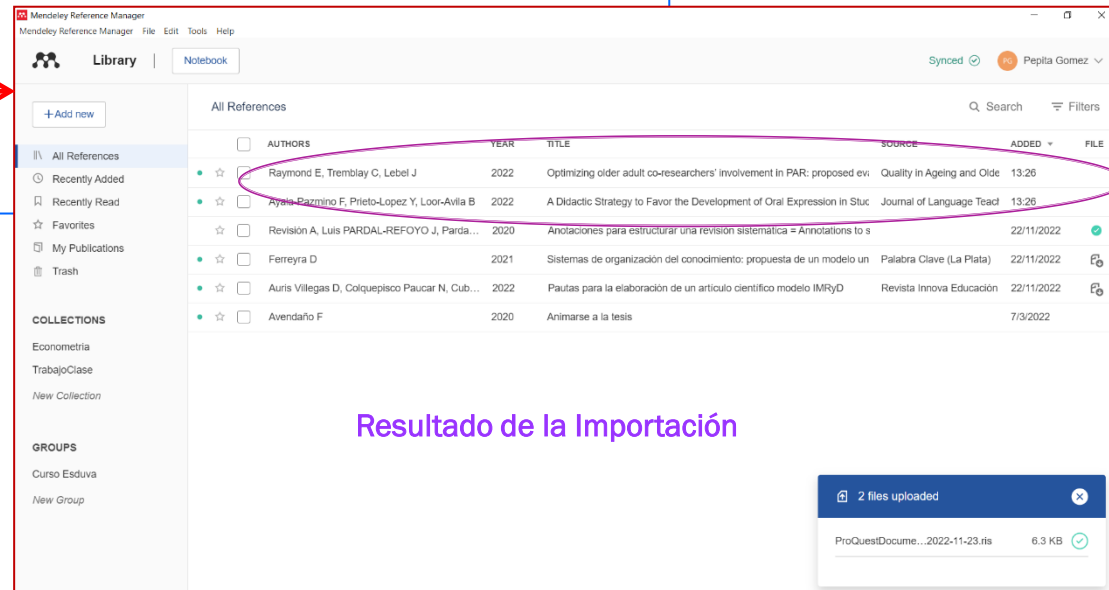 Mendeley Reference Manager
Mendeley Reference Manager File Edit Tools Help
Library | Notebook Synced PG Pepita Gomez
+Add new All References Search Filters
AUTHORS YEAR TITLE SOURCE ADDED FILE
All References
Raymond E, Tremblay C, Lebel J 2022 Optimizing older adult co-researchers' involvement in PAR: proposed eva Quality in Ageing and Olde 13:26
Recently Added
Recently Read
Ayala-Pazmino F, Prieto-Lopez Y, Loor-Avila B 2022 A Didactic Strategy to Favor the Development of Oral Expression in Stuc Journal of Language Teach 13:26
Favorites
Revisión A, Luis PARDAL-REFOYO J, Parda... 2020 Anotaciones para estructurar una revisión sistemática = Annotations to s 22/11/2022
My Publications
Ferreyra D 2021 Sistemas de organización del conocimiento: propuesta de un modelo un Palabra Clave (La Plata) 22/11/2022
Trash
Auris Villegas D, Colquepisco Paucar N, Cub... 2022 Pautas para la elaboración de un artículo científico modelo IMRyD Revista Innova Educación 22/11/2022
COLLECTIONS
Avendaño F 2020 Animarse a la tesis 7/3/2022
Econometria
TrabajoClase
New Collection
Resultado de la Importación
GROUPS
Curso Esduva
New Group
2 files uploaded
ProQuestDocume...2022-11-23.ris 6.3 KB